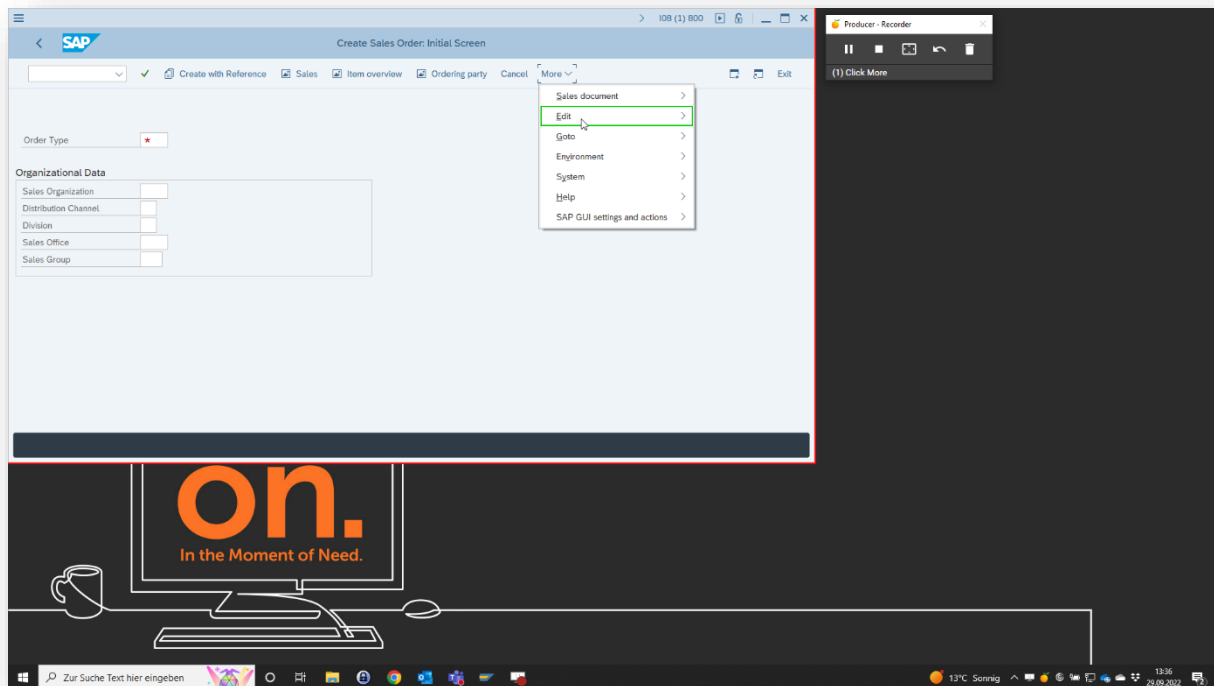 108 (1) 800
SAP
Create Sales Order: Initial Screen
Create with Reference Sales Item overview Ordering party Cancel More Exit
Sales document
Edit
Goto
Environment
System
Help
SAP GUI settings and actions
Order Type
Organizational Data
Sales Organization
Distribution Channel
Division
Sales Office
Sales Group
Producer - Recorder
(1) Click More
on.
In the Moment of Need.
Zur Suche Text hier eingeben
13°C Sonnig
13:36
29.09.2022